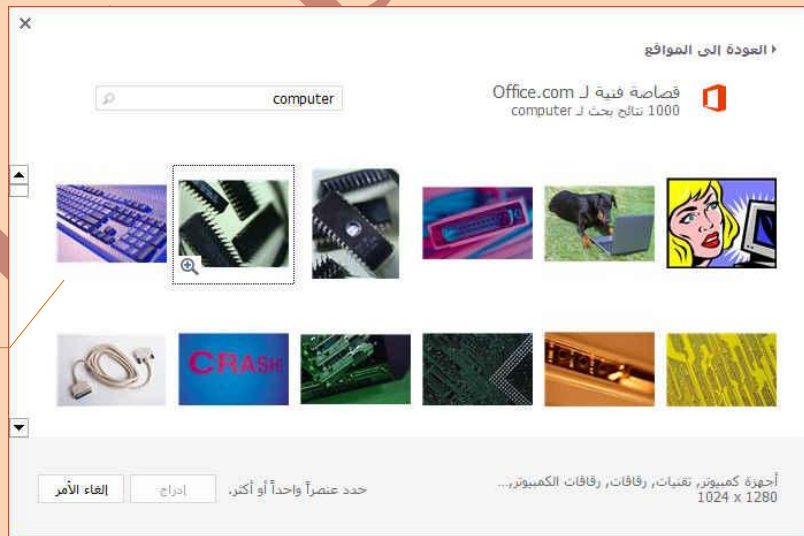 العودة إلى المواقع
قصاصة فنية لـ Office.com
1000 نتائج بحث لـ computer
computer
CRASH!
أجهزة كمبيوتر, تقنيات, رقاقات, رقاقات الكمبيوتر,...
1024 x 1280
حدد عنصراً واحداً أو أكثر.
إدراج
إلغاء الأمر